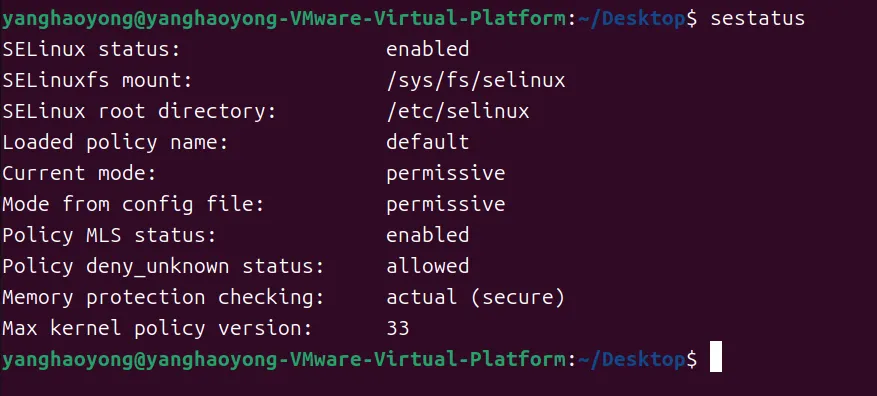 yanghaoyong@yanghaoyong-VMware-Virtual-Platform:~/Desktop$ sestatus
SELinux status:                 enabled
SELinuxfs mount:                /sys/fs/selinux
SELinux root directory:         /etc/selinux
Loaded policy name:             default
Current mode:                   permissive
Mode from config file:          permissive
Policy MLS status:              enabled
Policy deny_unknown status:     allowed
Memory protection checking:     actual (secure)
Max kernel policy version:      33
yanghaoyong@yanghaoyong-VMware-Virtual-Platform:~/Desktop$